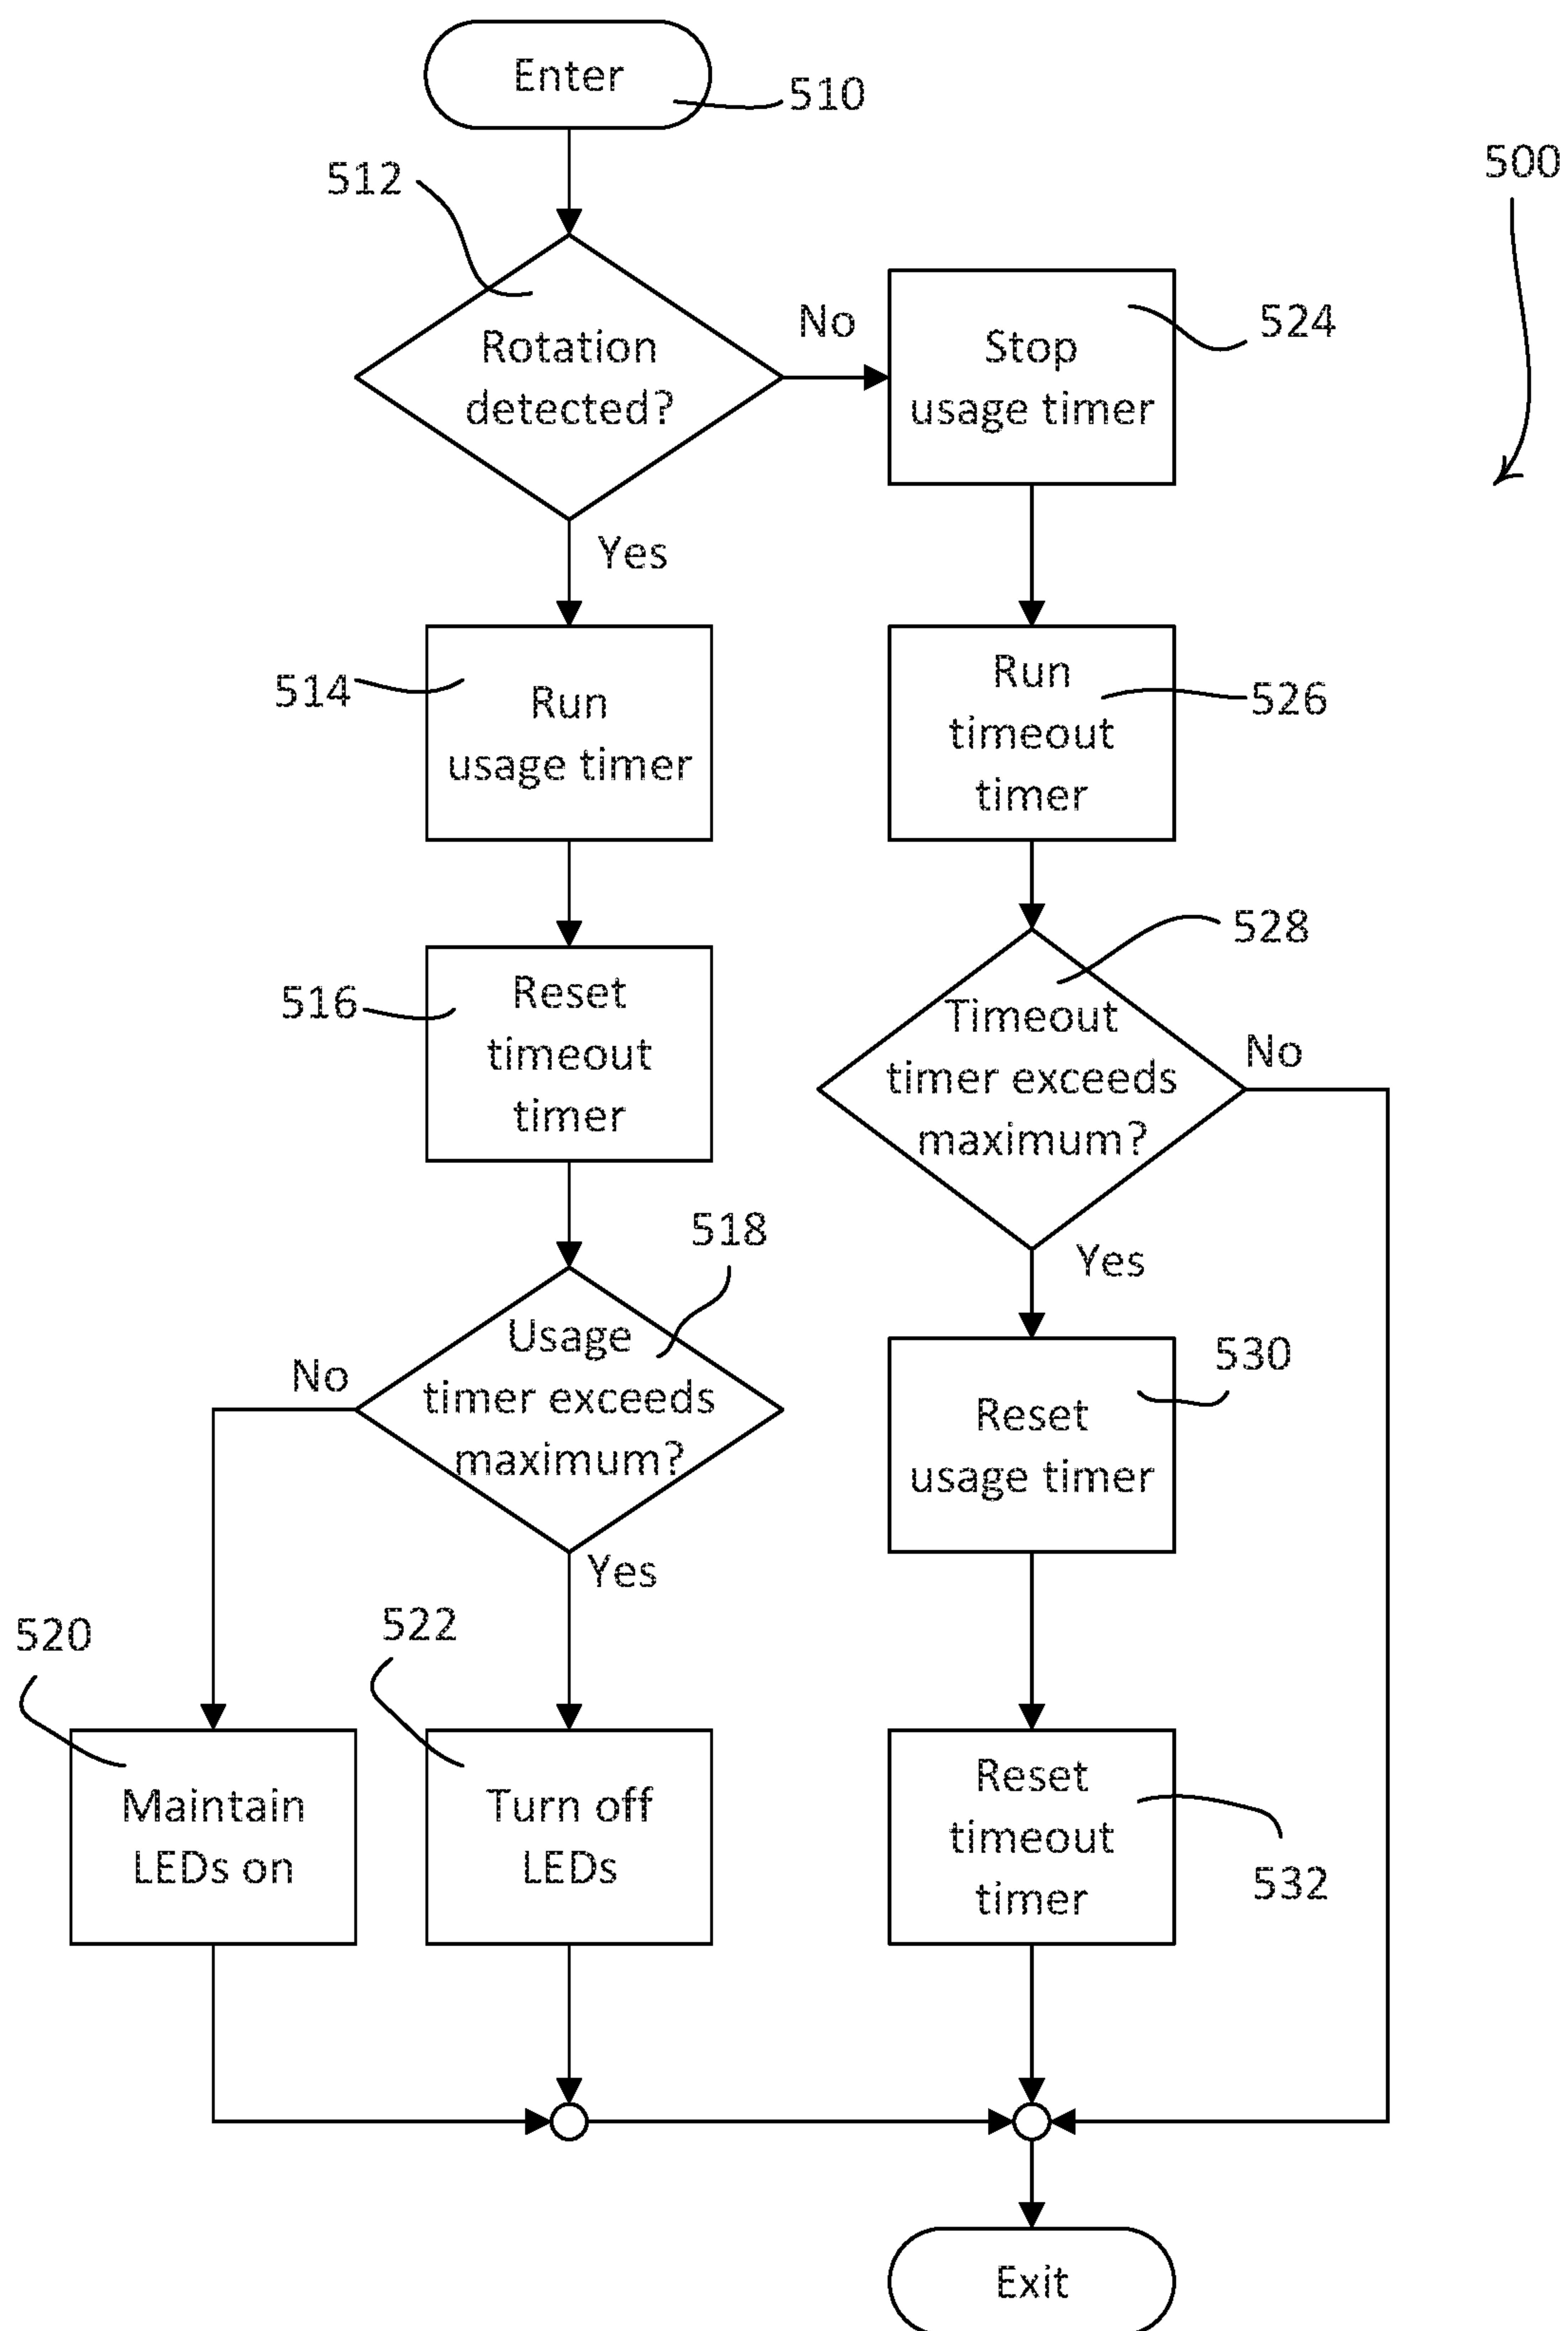 Enter
510
512
500
Rotation
detected?
No
Stop
usage timer
524
Yes
514
Run
usage timer
Run
timeout
timer
526
516
Reset
timeout
timer
528
Timeout
timer exceeds
maximum?
No
518
Yes
Usage
timer exceeds
maximum?
No
530
Reset
usage timer
Yes
520
522
Maintain
LEDs on
Turn off
LEDs
Reset
timeout
timer
532
Exit